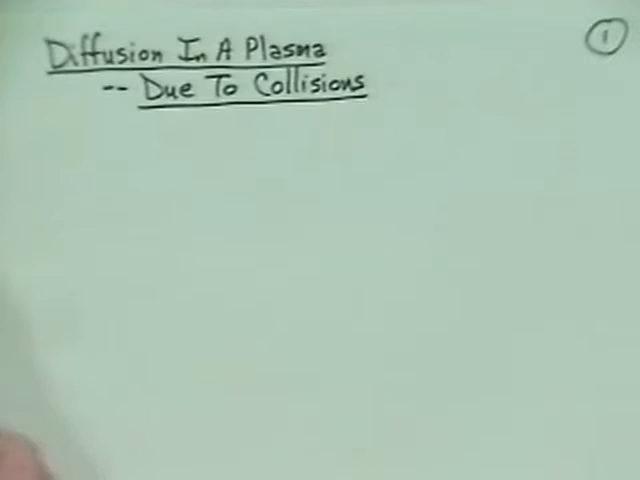 Diffusion In A Plasma
-- Due To Collisions
1